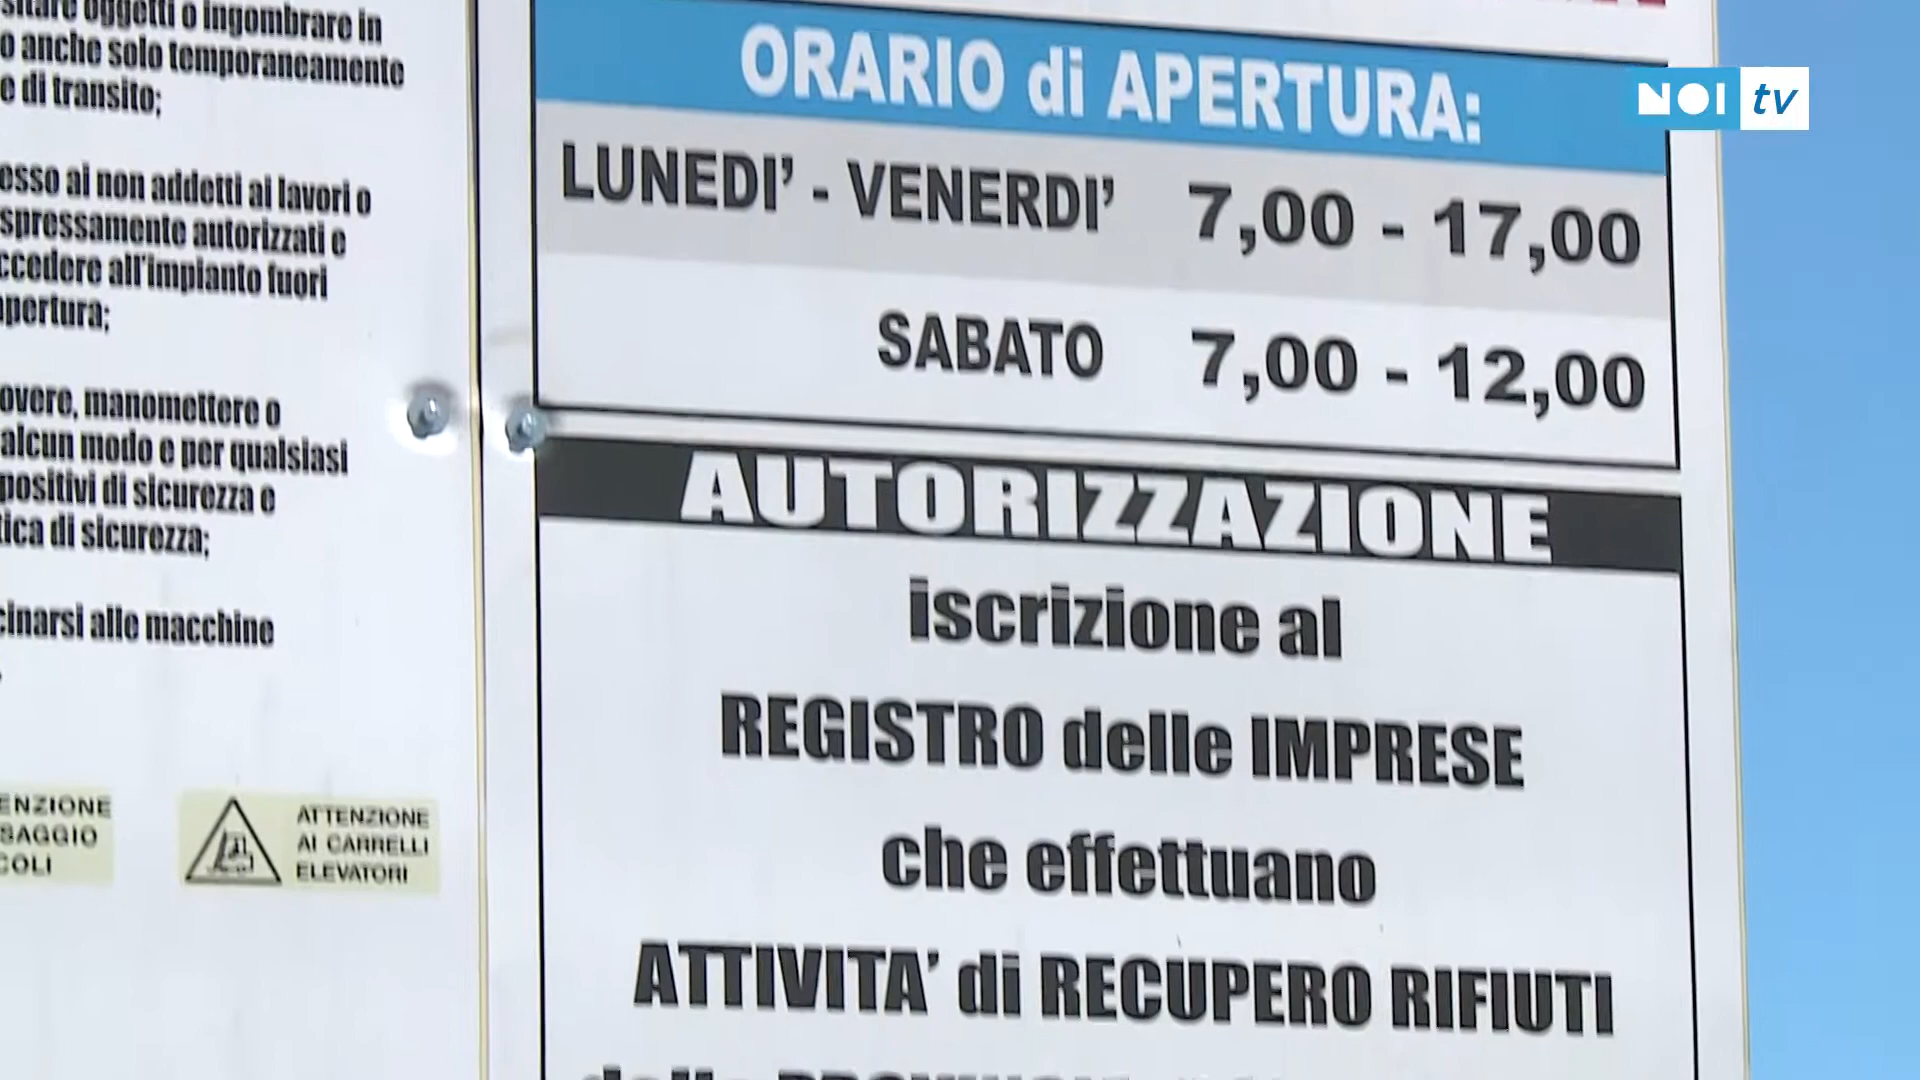 sitare oggetti o ingombrare in
o anche solo temporaneamente
e di transito;
esso ai non addetti ai lavori o
spressamente autorizzati e
ccedere all'impianto fuori
apertura;
overe, manomettere o
alcun modo e per qualsiasi
positivi di sicurezza e
tica di sicurezza;
cinarsi alle macchine
ENZIONE
SAGGIO
COLI
ATTENZIONE
AI CARRELLI
ELEVATORI
ORARIO di APERTURA:
LUNEDI' - VENERDI' 7,00 - 17,00
SABATO 7,00 - 12,00
AUTORIZZAZIONE
iscrizione al
REGISTRO delle IMPRESE
che effettuano
ATTIVITA' di RECUPERO RIFIUTI
NOI tv